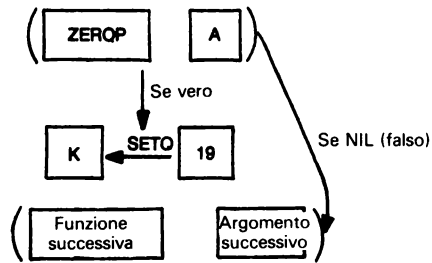 ( ZEROP A )
Se vero
SETQ
K 19
Se NIL (falso)
( Funzione Argomento
successiva successivo )